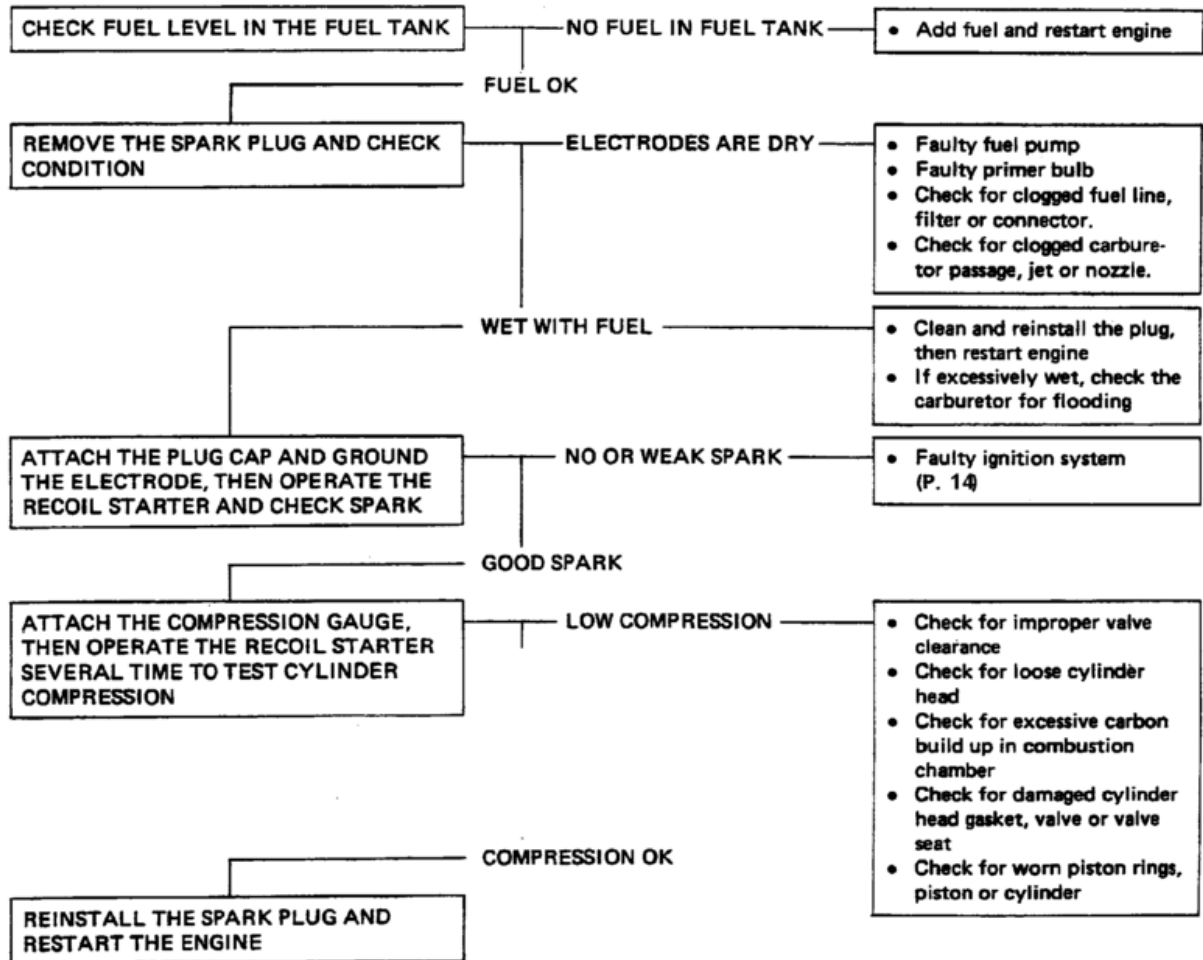 CHECK FUEL LEVEL IN THE FUEL TANK
NO FUEL IN FUEL TANK
• Add fuel and restart engine
FUEL OK
REMOVE THE SPARK PLUG AND CHECK
CONDITION
ELECTRODES ARE DRY
• Faulty fuel pump
• Faulty primer bulb
• Check for clogged fuel line,
filter or connector.
• Check for clogged carbure-
tor passage, jet or nozzle.
WET WITH FUEL
• Clean and reinstall the plug,
then restart engine
• If excessively wet, check the
carburetor for flooding
ATTACH THE PLUG CAP AND GROUND
THE ELECTRODE, THEN OPERATE THE
RECOIL STARTER AND CHECK SPARK
NO OR WEAK SPARK
• Faulty ignition system
(P. 14)
GOOD SPARK
ATTACH THE COMPRESSION GAUGE,
THEN OPERATE THE RECOIL STARTER
SEVERAL TIME TO TEST CYLINDER
COMPRESSION
LOW COMPRESSION
• Check for improper valve
clearance
• Check for loose cylinder
head
• Check for excessive carbon
build up in combustion
chamber
• Check for damaged cylinder
head gasket, valve or valve
seat
• Check for worn piston rings,
piston or cylinder
COMPRESSION OK
REINSTALL THE SPARK PLUG AND
RESTART THE ENGINE